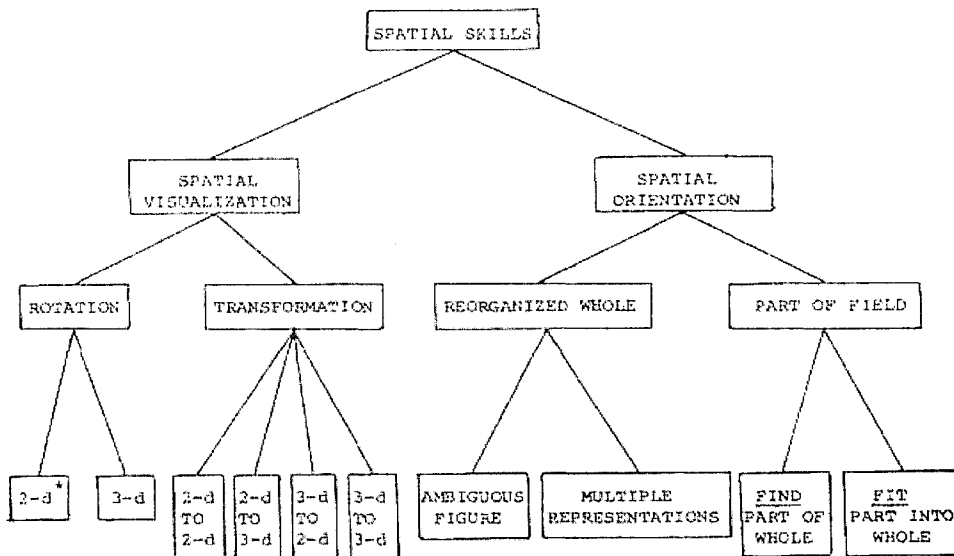 SPATIAL SKILLS
SPATIAL
VISUALIZATION
SPATIAL
ORIENTATION
ROTATION
TRANSFORMATION
REORGANIZED WHOLE
PART OF FIELD
2-d*
3-d
2-d
TO
2-d
2-d
TO
3-d
3-d
TO
2-d
3-d
TO
3-d
AMBIGUOUS
FIGURE
MULTIPLE
REPRESENTATIONS
FIND
PART OF
WHOLE
FIT
PART INTO
WHOLE